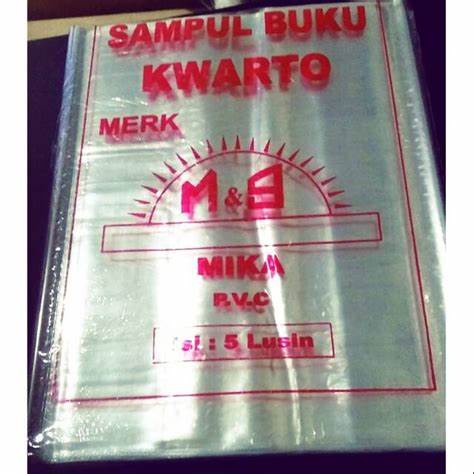 SAMPUL BUKU
KWARTO
MERK
M & B
MIKA
P.V.C
Isi : 5 Lusin